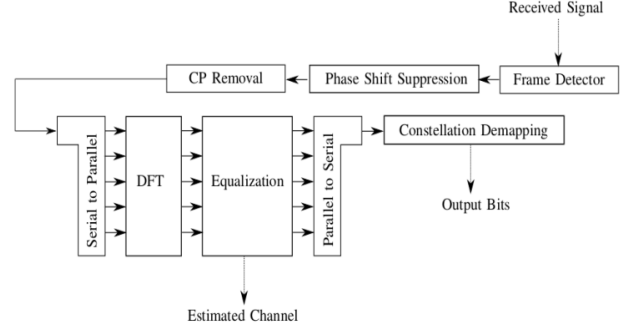 Received Signal
CP Removal
Phase Shift Suppression
Frame Detector
Serial to Parallel
DFT
Equalization
Parallel to Serial
Constellation Demapping
Output Bits
Estimated Channel